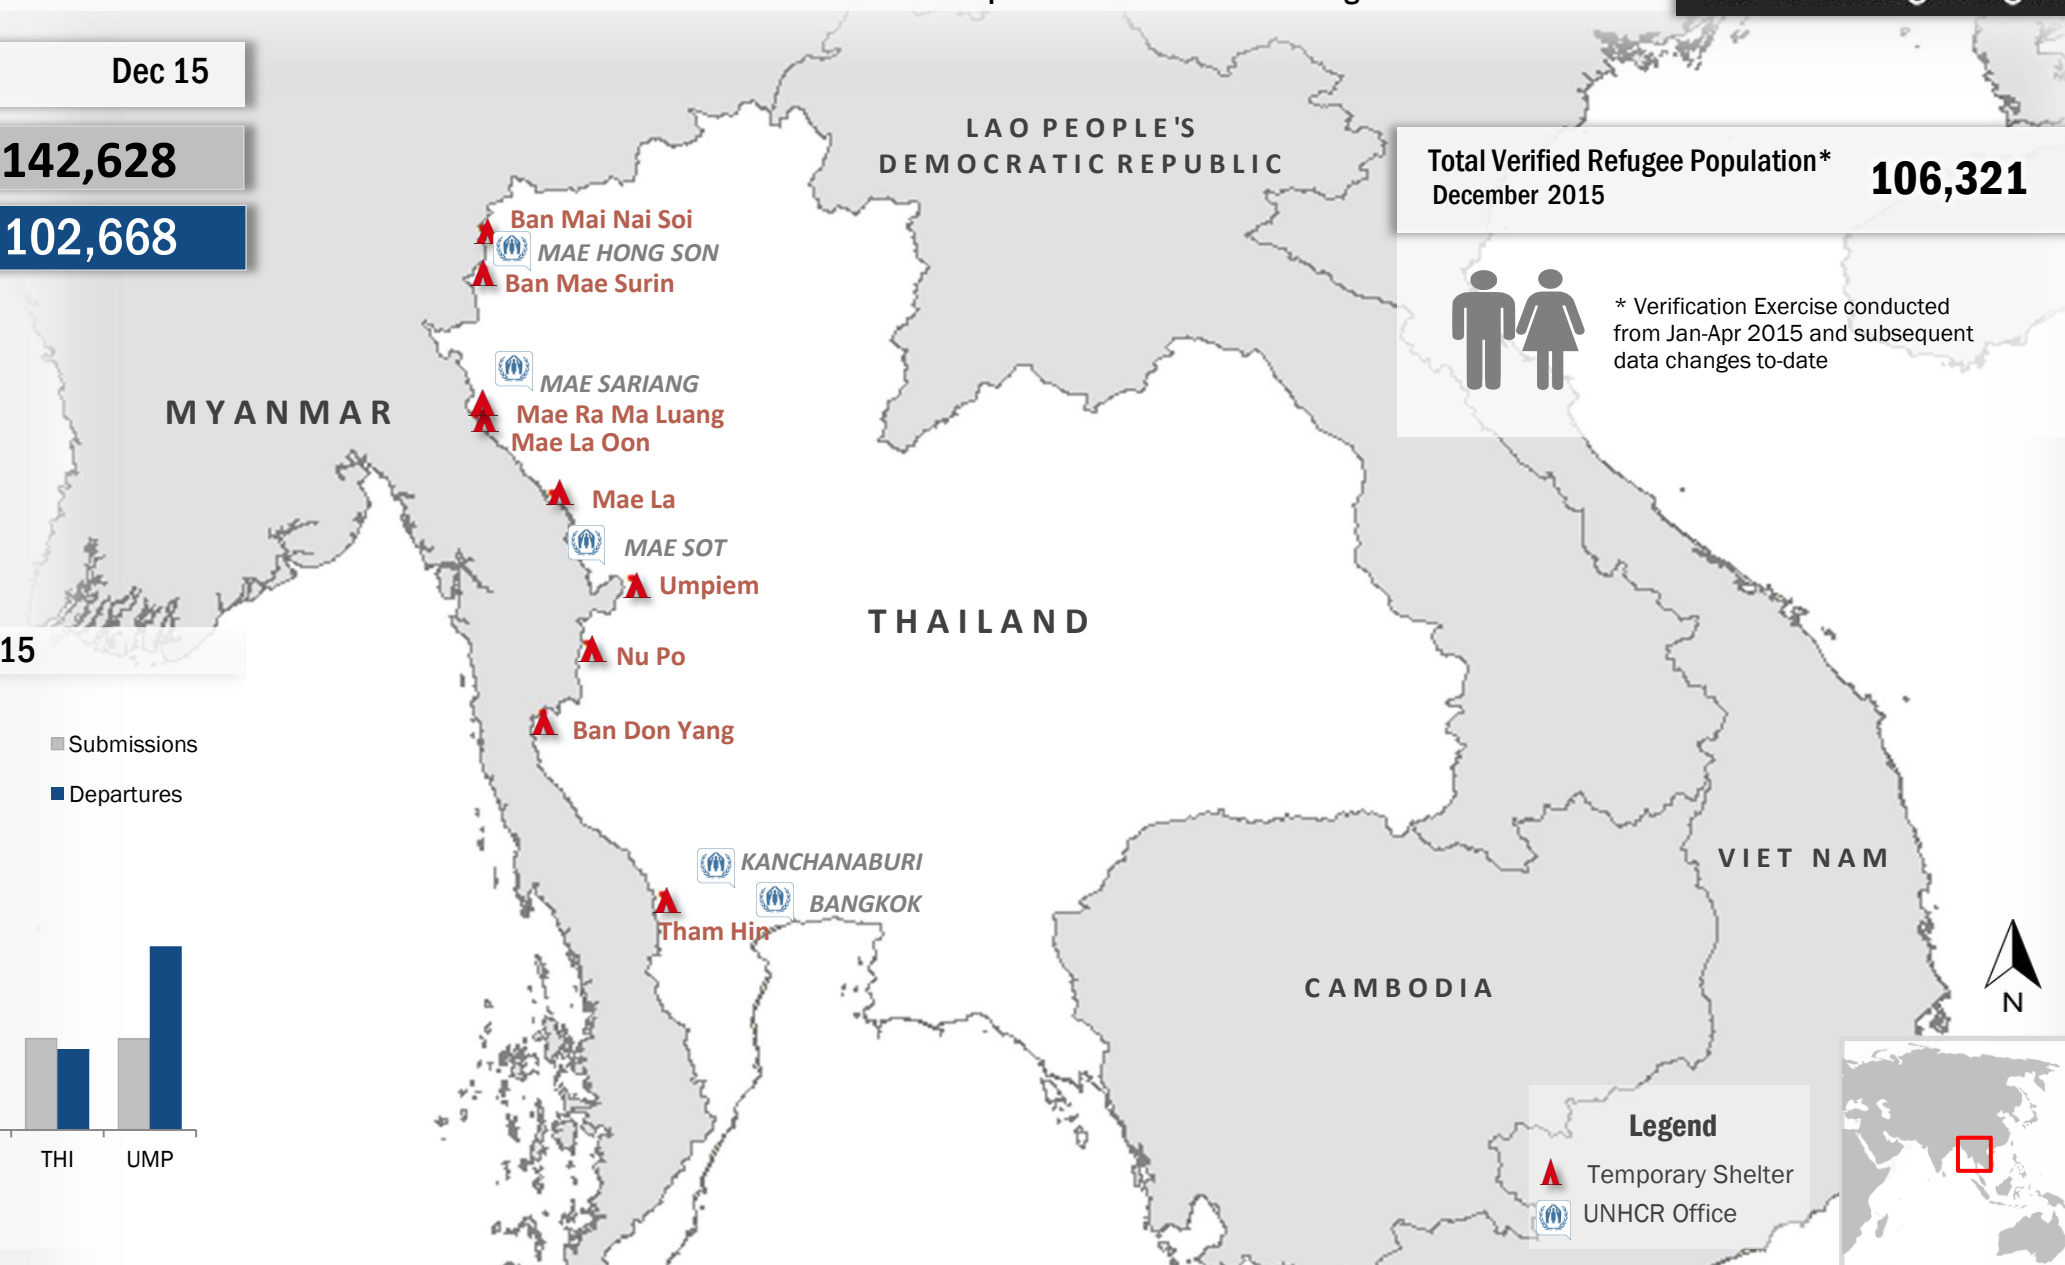 Dec 15
142,628
102,668
LAO PEOPLE'S
DEMOCRATIC REPUBLIC
Total Verified Refugee Population*
December 2015
106,321
* Verification Exercise conducted
from Jan-Apr 2015 and subsequent
data changes to-date
Ban Mai Nai Soi
MAE HONG SON
Ban Mae Surin
MYANMAR
MAE SARIANG
Mae Ra Ma Luang
Mae La Oon
Mae La
MAE SOT
Umpiem
THAILAND
Nu Po
Ban Don Yang
15
Submissions
Departures
KANCHANABURI
BANGKOK
Tham Hin
VIET NAM
CAMBODIA
N
THI
UMP
Legend
Temporary Shelter
UNHCR Office